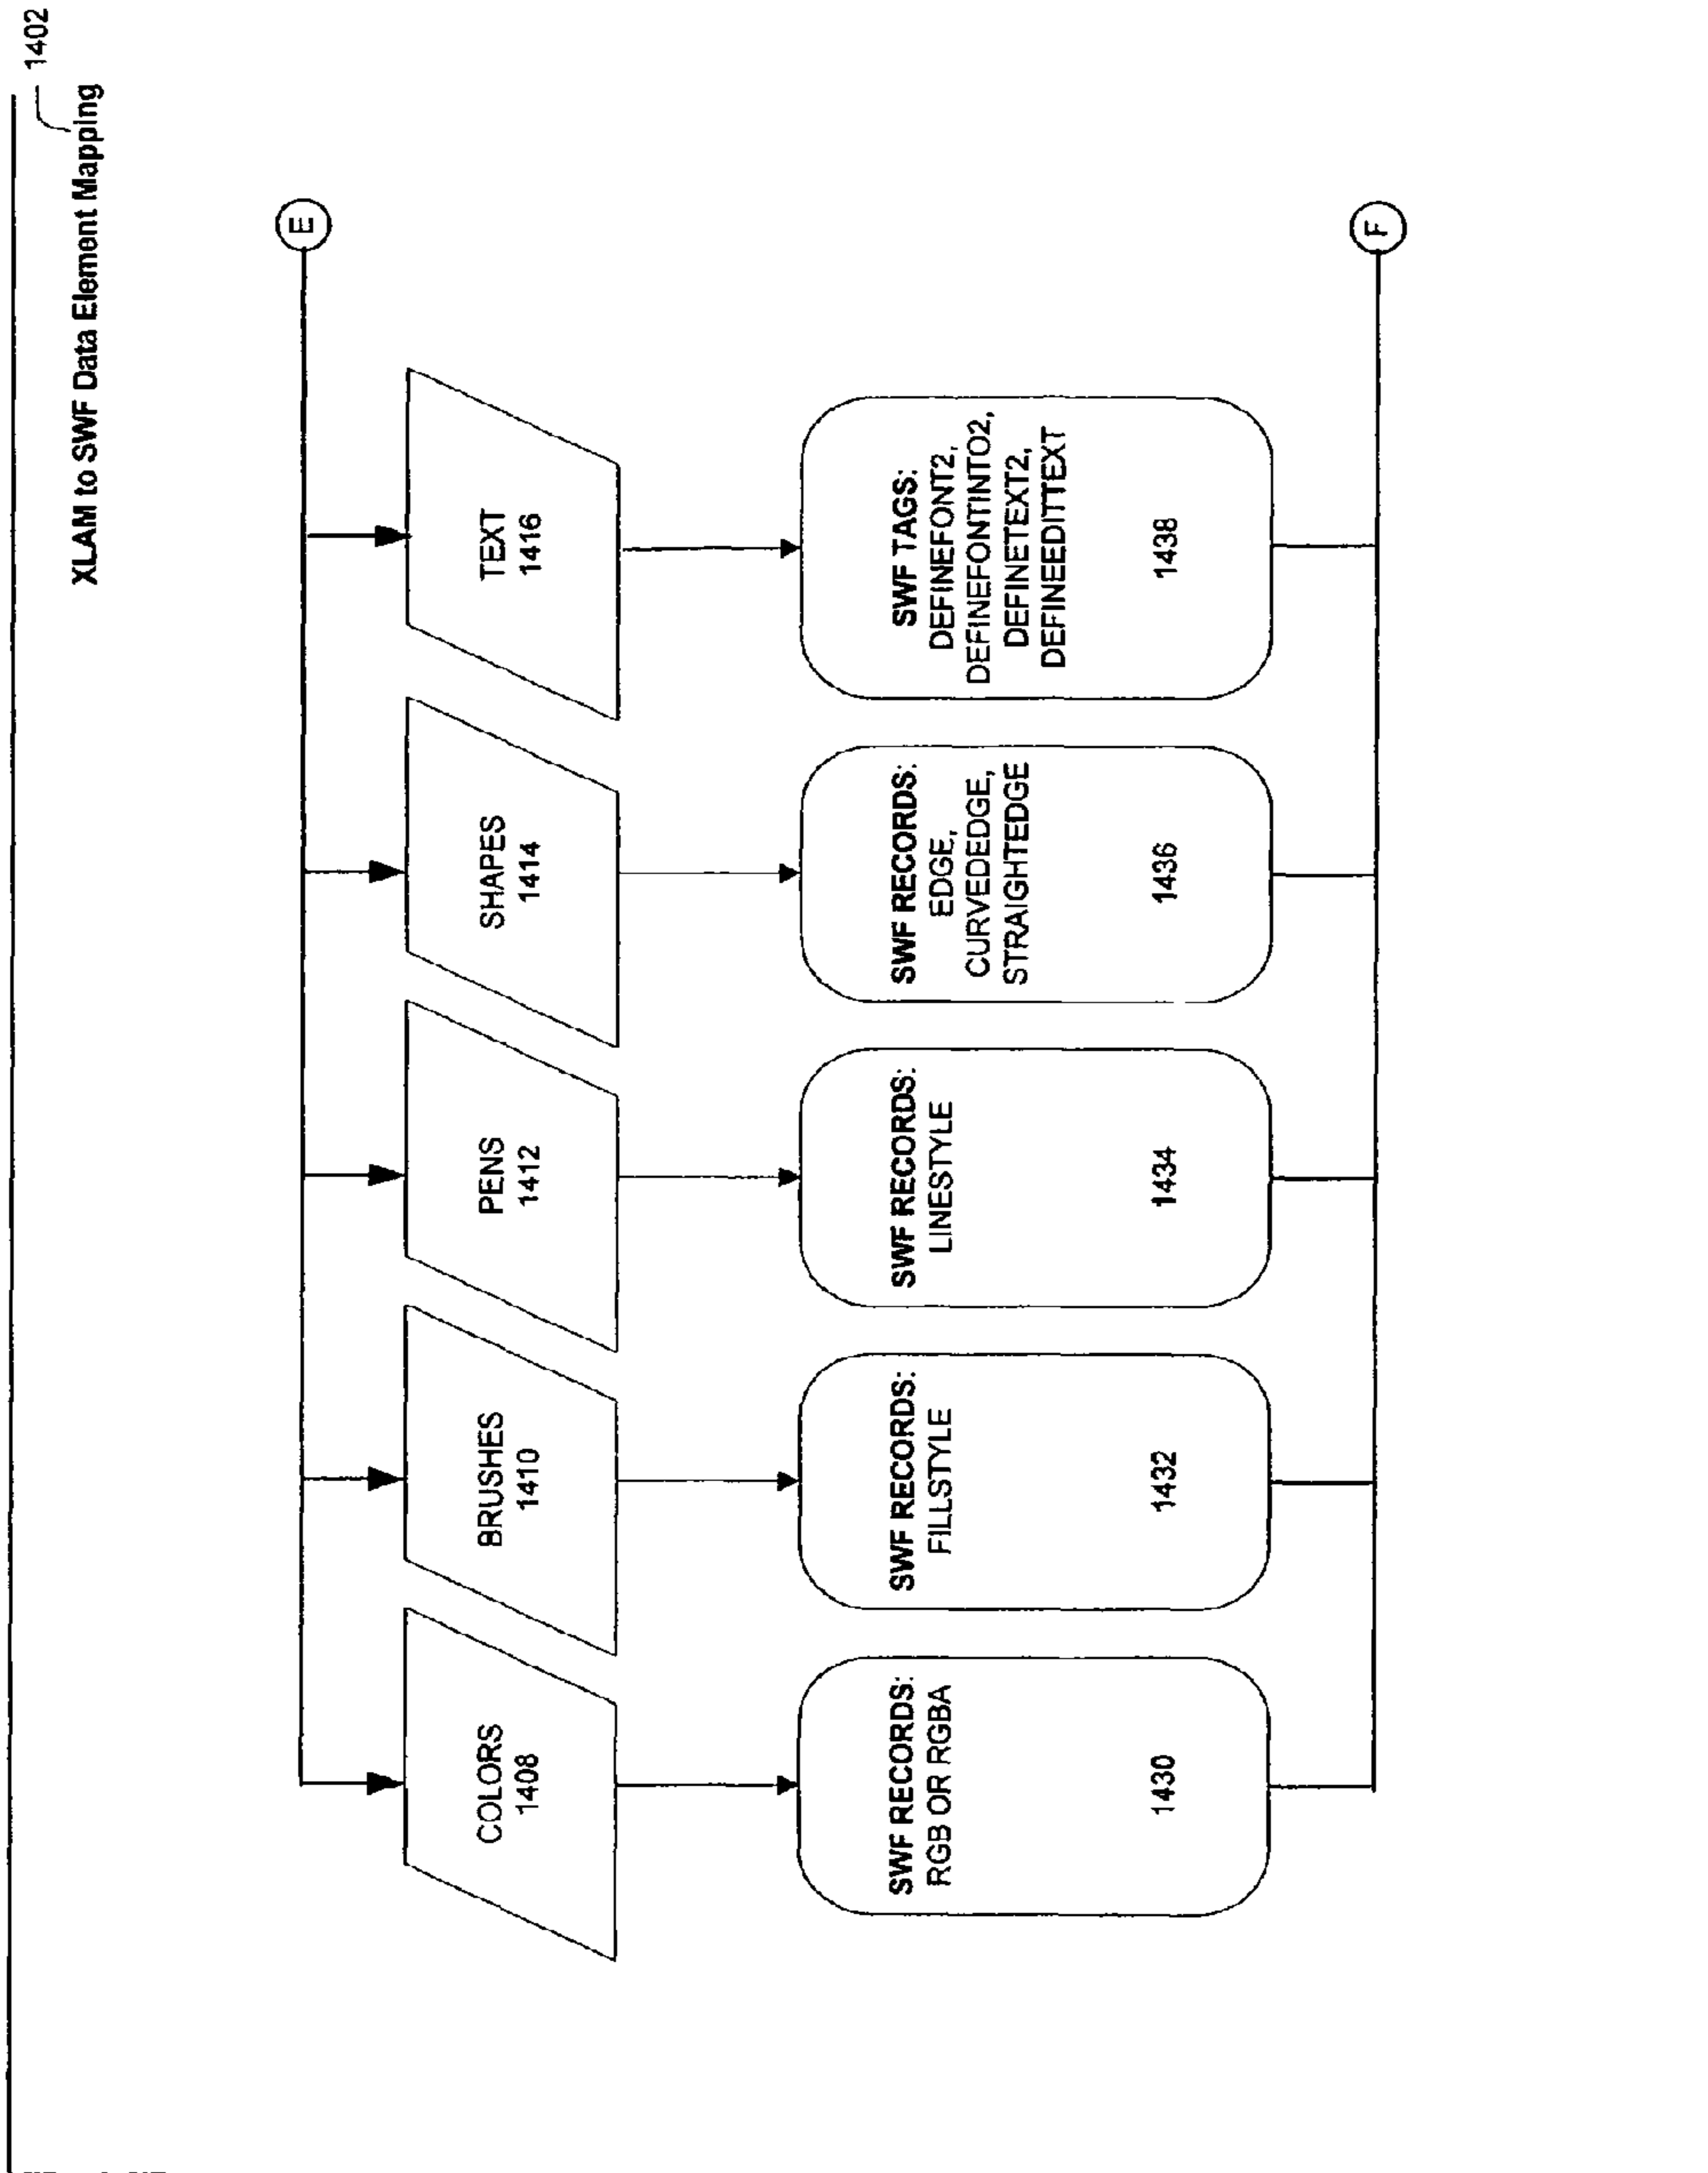 1402
XLAM to SWF Data Element Mapping
E
COLORS
1408
BRUSHES
1410
PENS
1412
SHAPES
1414
TEXT
1416
SWF RECORDS:
RGB OR RGBA
1430
SWF RECORDS:
FILLSTYLE
1432
SWF RECORDS:
LINESTYLE
1434
SWF RECORDS:
EDGE,
CURVEDEDGE,
STRAIGHTEDGE
1436
SWF TAGS:
DEFINEFONT2,
DEFINEFONTINTO2,
DEFINETEXT2,
DEFINEEDITTEXT
1438
F